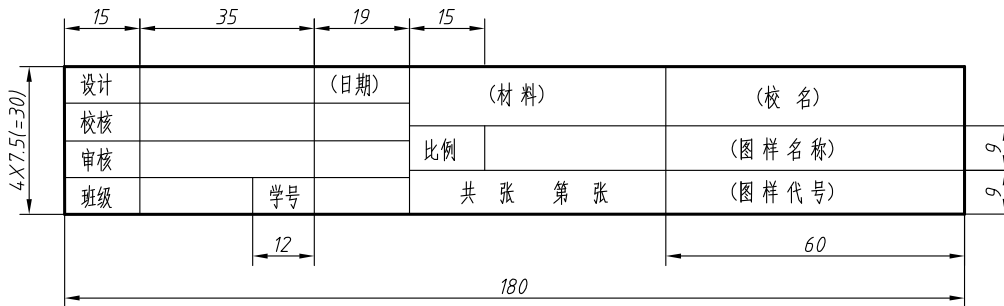 15 35 19 15
设计 (日期) (材料) (校 名)
校核
审核 比例 (图样名称) 9
班级 学号 共 张 第 张 (图样代号) 9
4×7.5(=30)
12 60
180